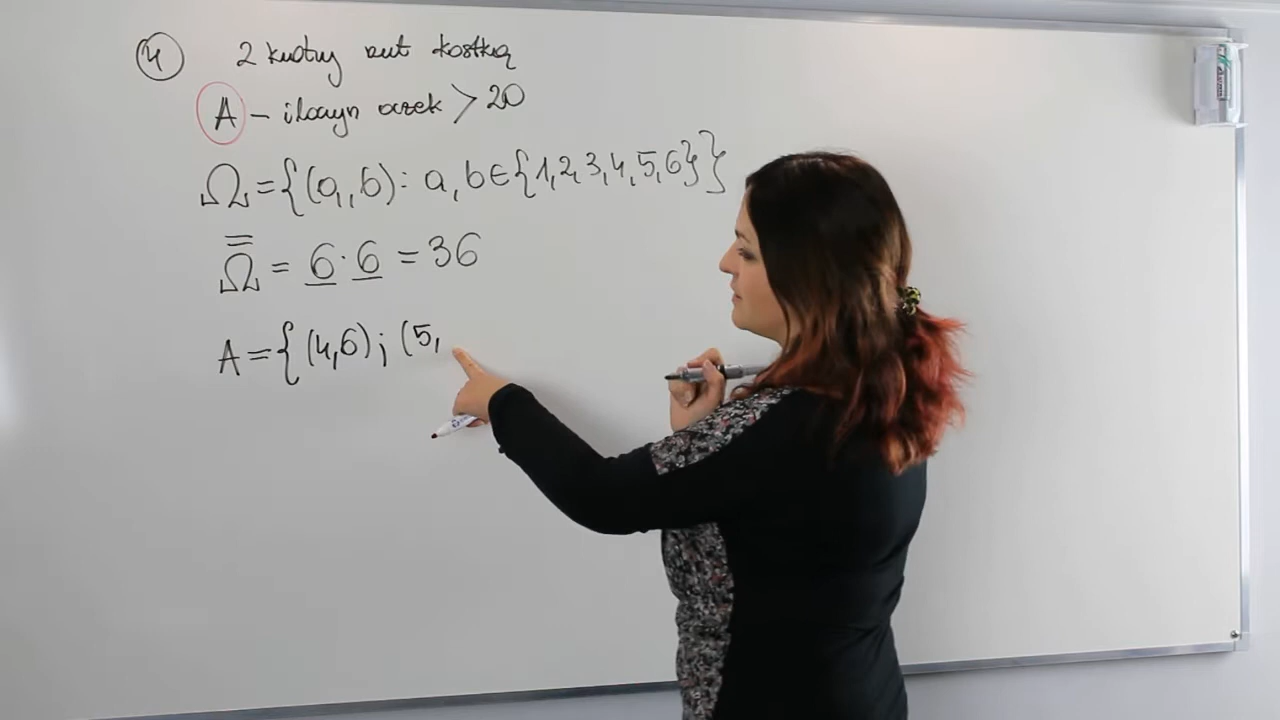 ④ 2 krotny rzut kostką
A – iloczyn oczek > 20
Ω = {(a, b): a, b ∈ {1, 2, 3, 4, 5, 6}}
Ω̿ = 6 · 6 = 36
A = {(4,6); (5,